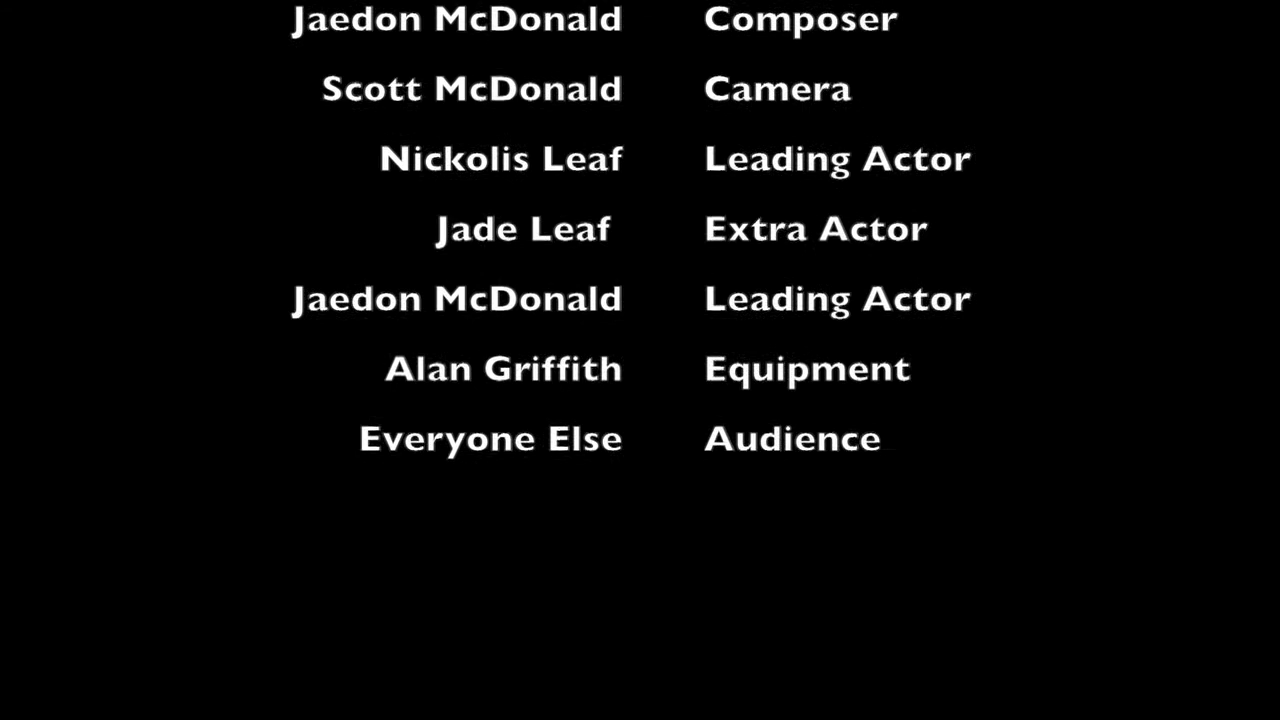 Jaedon McDonald Composer
Scott McDonald Camera
Nickolis Leaf Leading Actor
Jade Leaf Extra Actor
Jaedon McDonald Leading Actor
Alan Griffith Equipment
Everyone Else Audience